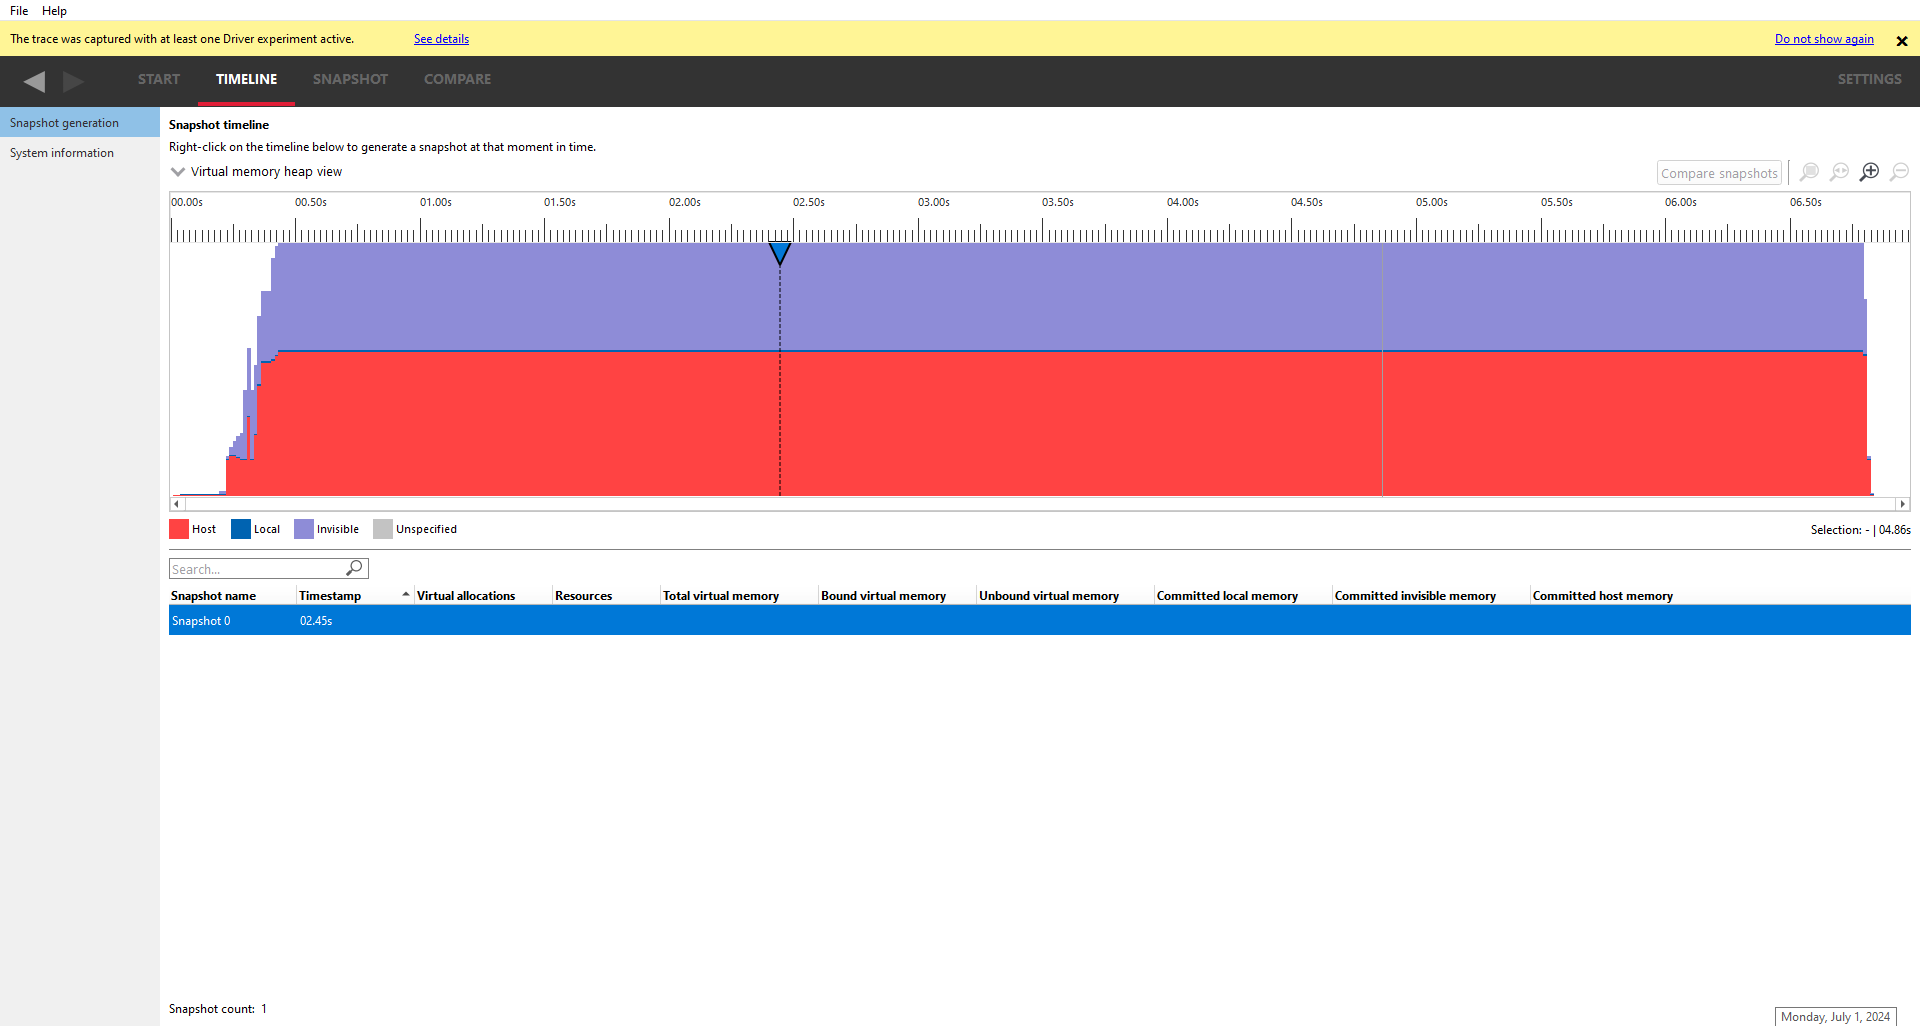 File Help
The trace was captured with at least one Driver experiment active. See details Do not show again
START TIMELINE SNAPSHOT COMPARE SETTINGS
Snapshot generation
System information
Snapshot timeline
Right-click on the timeline below to generate a snapshot at that moment in time.
Virtual memory heap view Compare snapshots
00.00s 00.50s 01.00s 01.50s 02.00s 02.50s 03.00s 03.50s 04.00s 04.50s 05.00s 05.50s 06.00s 06.50s
Host Local Invisible Unspecified Selection: - | 04.86s
Search...
Snapshot name Timestamp Virtual allocations Resources Total virtual memory Bound virtual memory Unbound virtual memory Committed local memory Committed invisible memory Committed host memory
Snapshot 0 02.45s
Snapshot count: 1
Monday, July 1, 2024